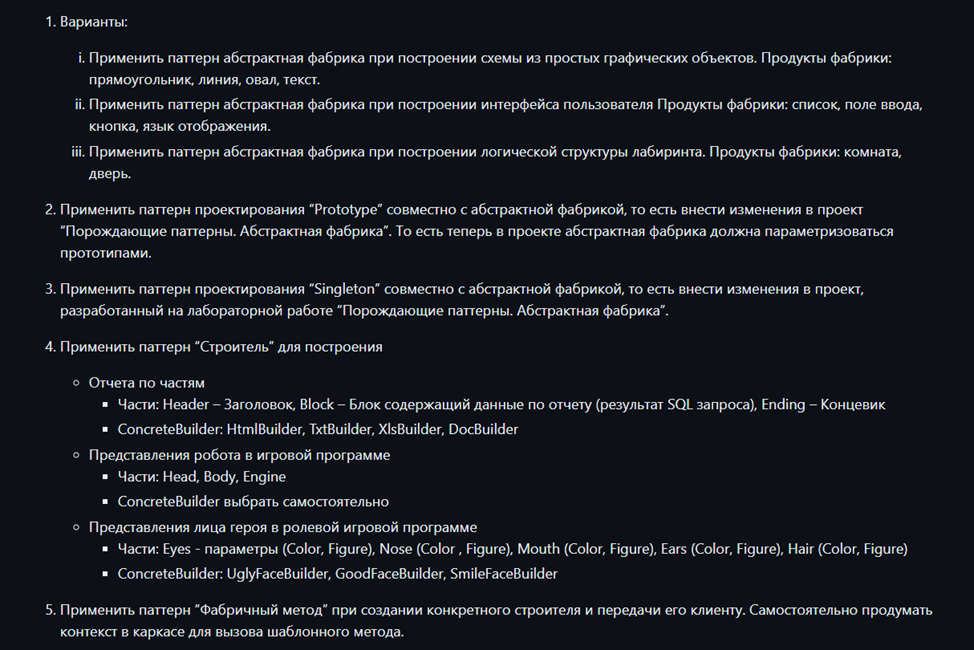 1. Варианты:
i. Применить паттерн абстрактная фабрика при построении схемы из простых графических объектов. Продукты фабрики:
прямоугольник, линия, овал, текст.
ii. Применить паттерн абстрактная фабрика при построении интерфейса пользователя Продукты фабрики: список, поле ввода,
кнопка, язык отображения.
iii. Применить паттерн абстрактная фабрика при построении логической структуры лабиринта. Продукты фабрики: комната,
дверь.
2. Применить паттерн проектирования “Prototype” совместно с абстрактной фабрикой, то есть внести изменения в проект
“Порождающие паттерны. Абстрактная фабрика”. То есть теперь в проекте абстрактная фабрика должна параметризоваться
прототипами.
3. Применить паттерн проектирования “Singleton” совместно с абстрактной фабрикой, то есть внести изменения в проект,
разработанный на лабораторной работе “Порождающие паттерны. Абстрактная фабрика”.
4. Применить паттерн “Строитель” для построения
◦ Отчета по частям
▪ Части: Header – Заголовок, Block – Блок содержащий данные по отчету (результат SQL запроса), Ending – Концевик
▪ ConcreteBuilder: HtmlBuilder, TxtBuilder, XlsBuilder, DocBuilder
◦ Представления робота в игровой программе
▪ Части: Head, Body, Engine
▪ ConcreteBuilder выбрать самостоятельно
◦ Представления лица героя в ролевой игровой программе
▪ Части: Eyes - параметры (Color, Figure), Nose (Color , Figure), Mouth (Color, Figure), Ears (Color, Figure), Hair (Color, Figure)
▪ ConcreteBuilder: UglyFaceBuilder, GoodFaceBuilder, SmileFaceBuilder
5. Применить паттерн “Фабричный метод” при создании конкретного строителя и передачи его клиенту. Самостоятельно продумать
контекст в каркасе для вызова шаблонного метода.